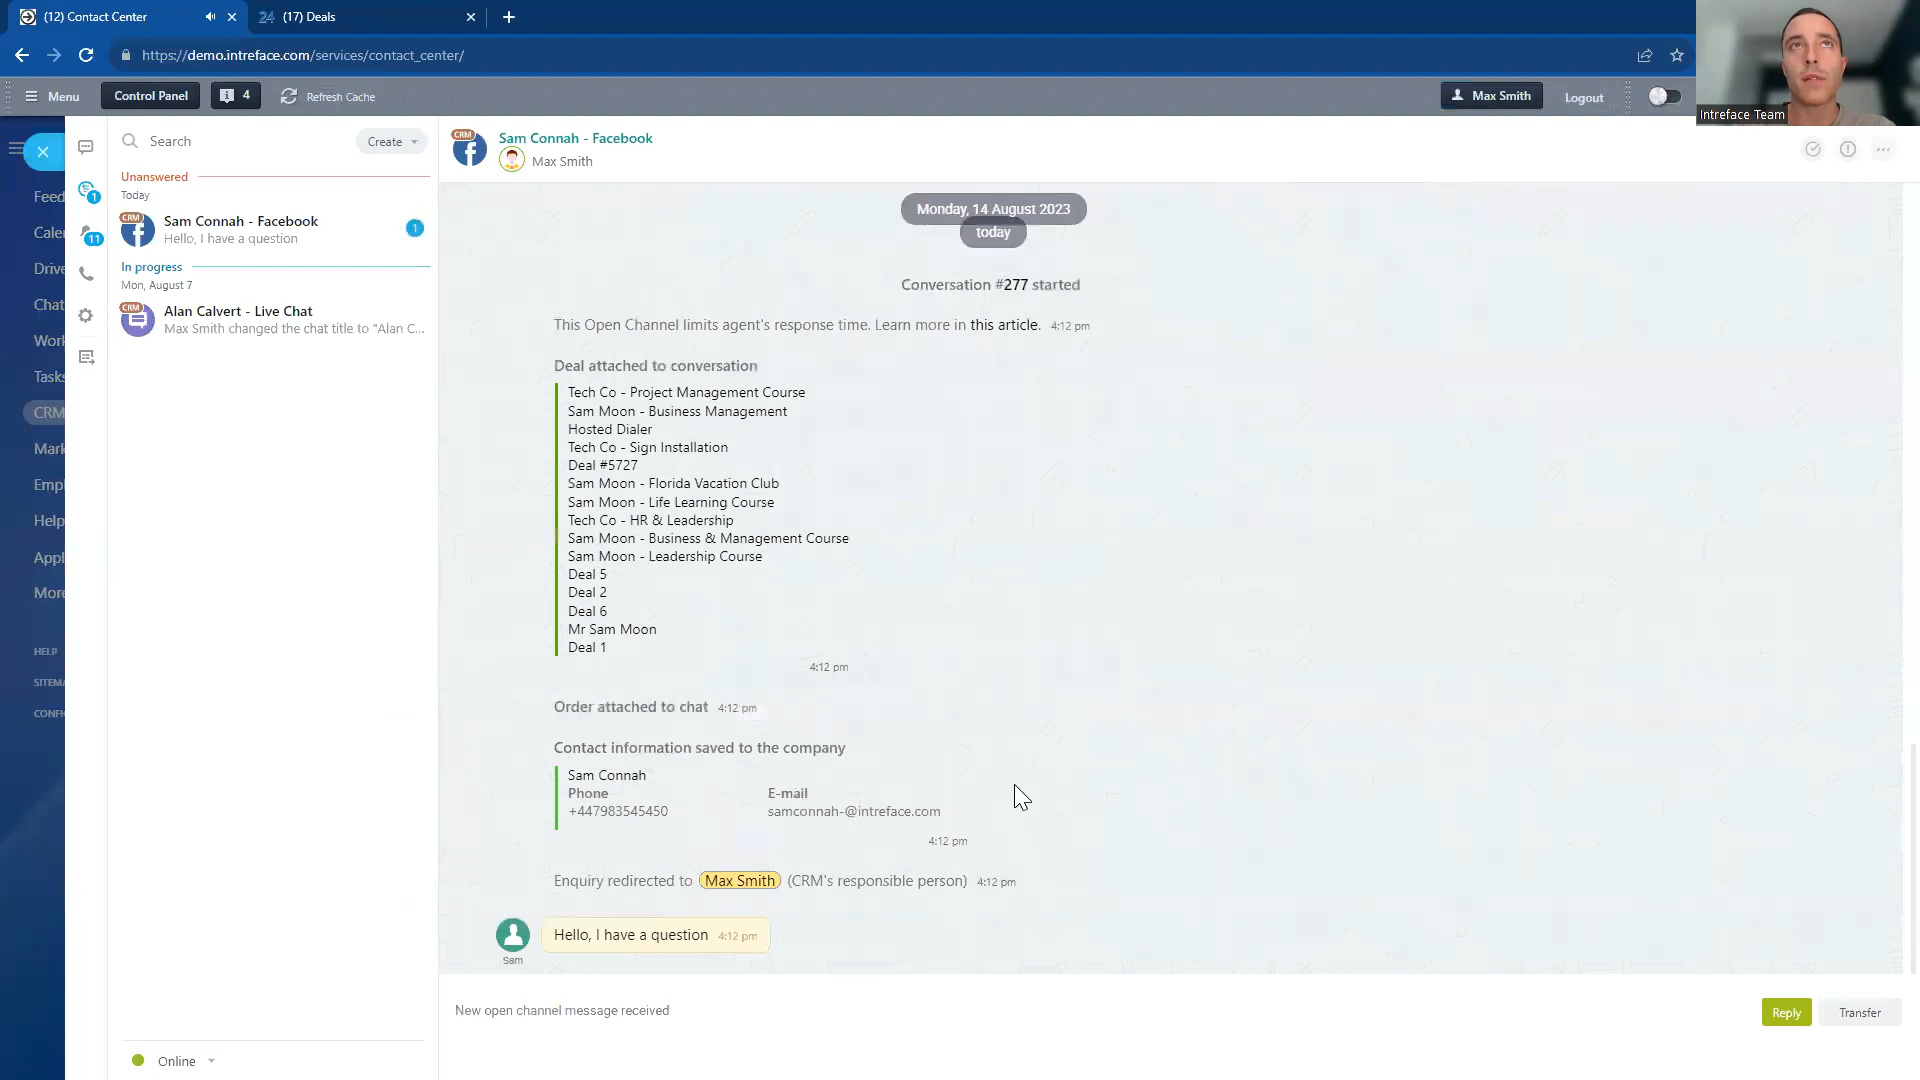 (12) Contact Center
24 (17) Deals
https://demo.intreface.com/services/contact_center/
Menu
Control Panel
4
Refresh Cache
Max Smith
Logout
Intreface Team
Feed
Drive
Chat
Work
Tasks
CRM
Help
More
HELP
Search
Create
Unanswered
Today
CRM
Sam Connah - Facebook
Hello, I have a question
1
In progress
Mon, August 7
CRM
Alan Calvert - Live Chat
Max Smith changed the chat title to "Alan C...
1
11
Online
CRM
Sam Connah - Facebook
Max Smith
Monday, 14 August 2023
today
Conversation #277 started
This Open Channel limits agent's response time. Learn more in this article. 4:12 pm
Deal attached to conversation
Tech Co - Project Management Course
Sam Moon - Business Management
Hosted Dialer
Tech Co - Sign Installation
Deal #5727
Sam Moon - Florida Vacation Club
Sam Moon - Life Learning Course
Tech Co - HR & Leadership
Sam Moon - Business & Management Course
Sam Moon - Leadership Course
Deal 5
Deal 2
Deal 6
Mr Sam Moon
Deal 1
4:12 pm
Order attached to chat 4:12 pm
Contact information saved to the company
Sam Connah
Phone E-mail
+447983545450 samconnah-@intreface.com
4:12 pm
Enquiry redirected to Max Smith (CRM's responsible person) 4:12 pm
Hello, I have a question 4:12 pm
Sam
New open channel message received
Reply
Transfer